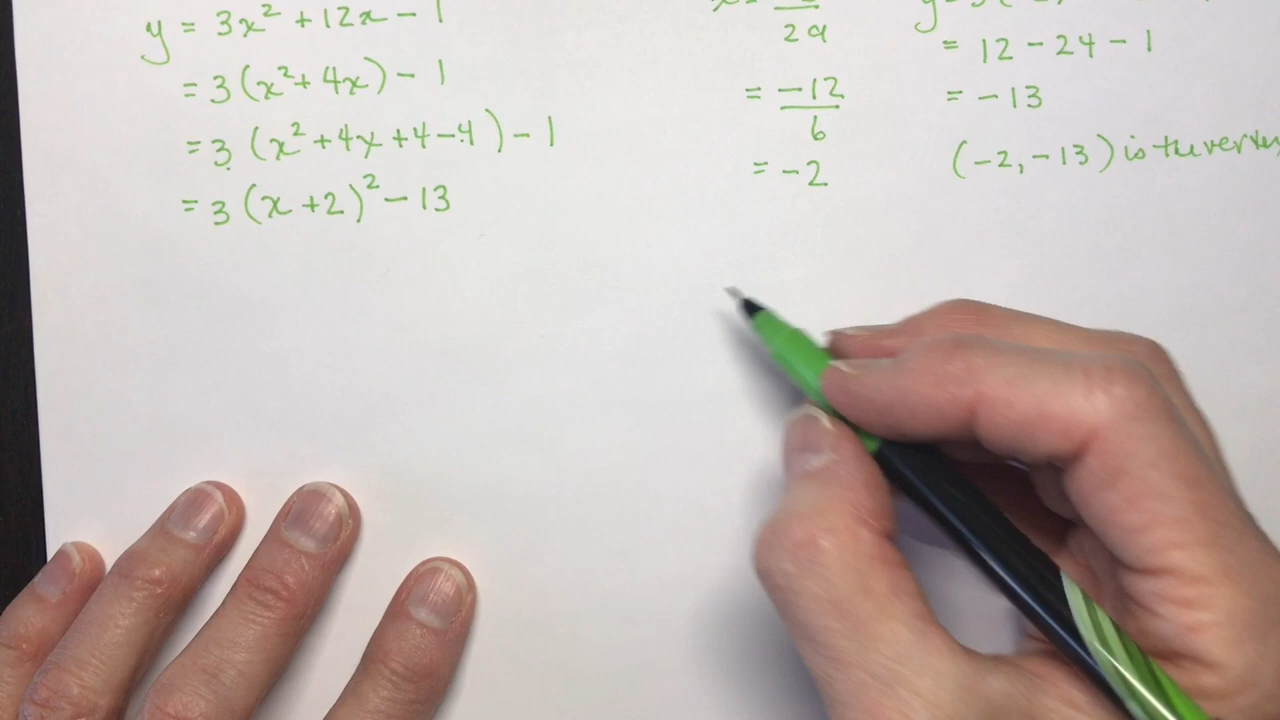 y = 3x² + 12x - 1
= 3(x² + 4x) - 1
= 3(x² + 4x + 4 - 4) - 1
= 3(x + 2)² - 13
2a
= -12/6
= -2
= 12 - 24 - 1
= -13
(-2, -13) is the vertex